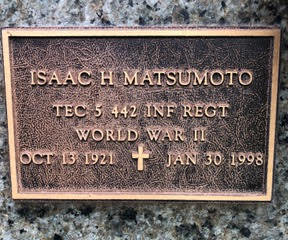 ISAAC H MATSUMOTO
TEC 5 442 INF REGT
WORLD WAR II
OCT 13 1921 JAN 30 1998